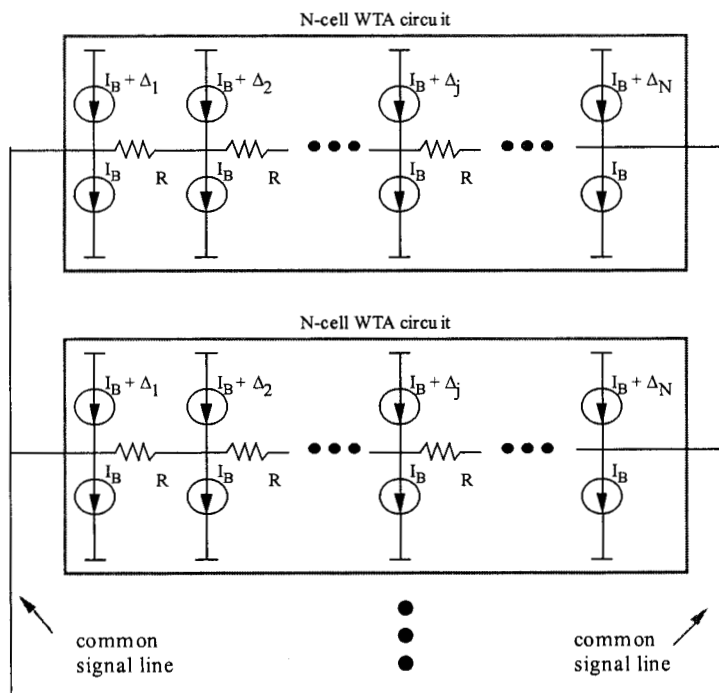 N-cell WTA circuit
I_B + Δ_1 I_B + Δ_2 I_B + Δ_j I_B + Δ_N
I_B R I_B R I_B R I_B
N-cell WTA circuit
I_B + Δ_1 I_B + Δ_2 I_B + Δ_j I_B + Δ_N
I_B R I_B R I_B R I_B
common signal line
common signal line